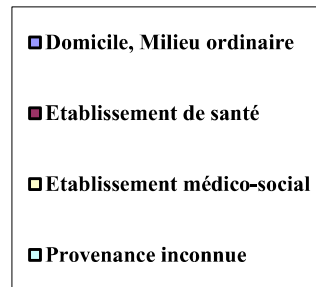 Domicile, Milieu ordinaire
Etablissement de santé
Etablissement médico-social
Provenance inconnue